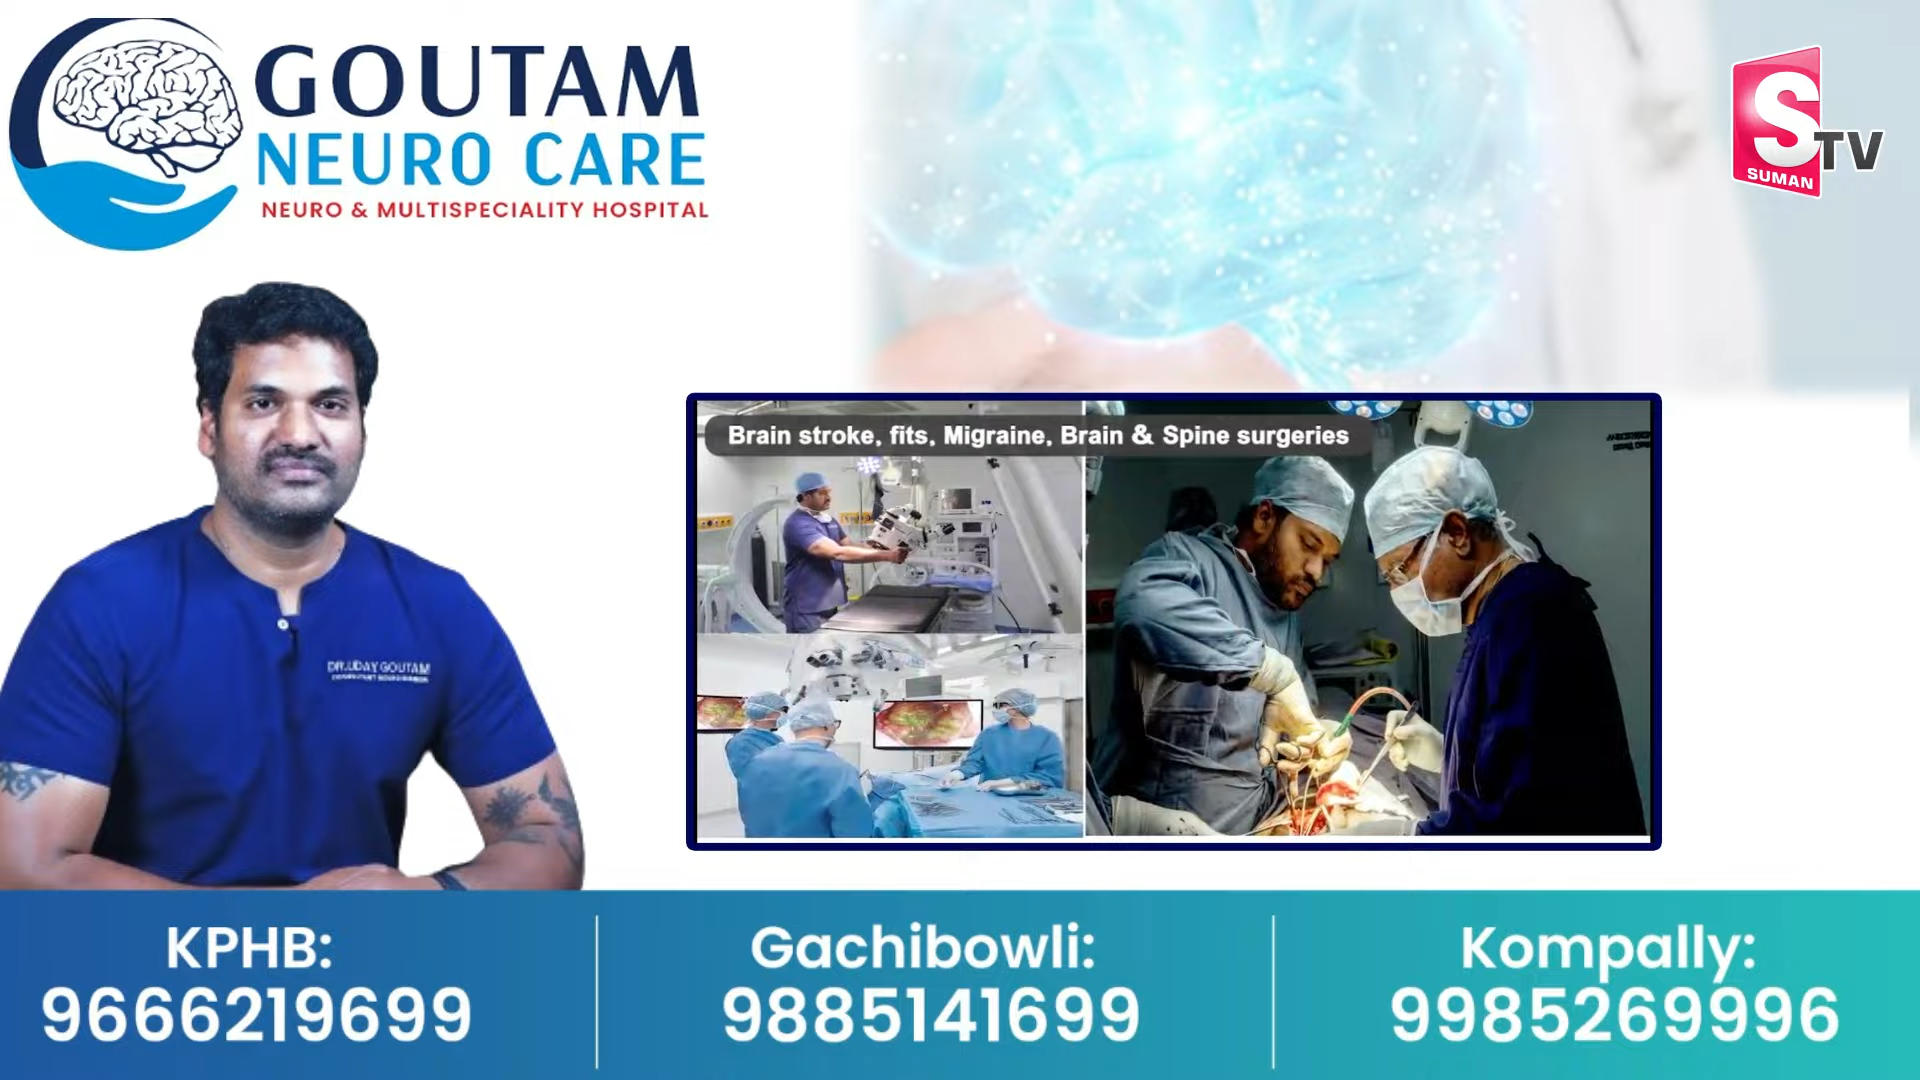 GOUTAM
NEURO CARE
NEURO & MULTISPECIALITY HOSPITAL
S
TV
SUMAN
Brain stroke, fits, Migraine, Brain & Spine surgeries
DR.UDAY GOUTAM
KPHB:
9666219699
Gachibowli:
9885141699
Kompally:
9985269996